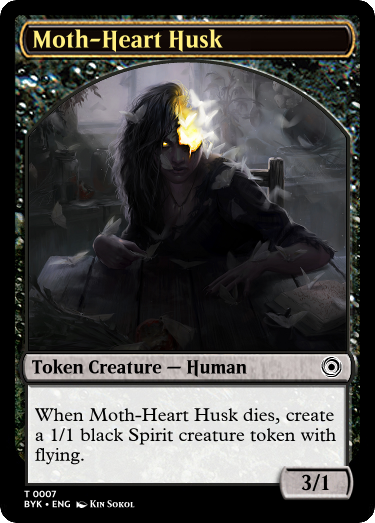 Moth-Heart Husk
Token Creature — Human
When Moth-Heart Husk dies, create
a 1/1 black Spirit creature token with
flying.
3/1
T 0007
BYK • ENG Kin Sokol